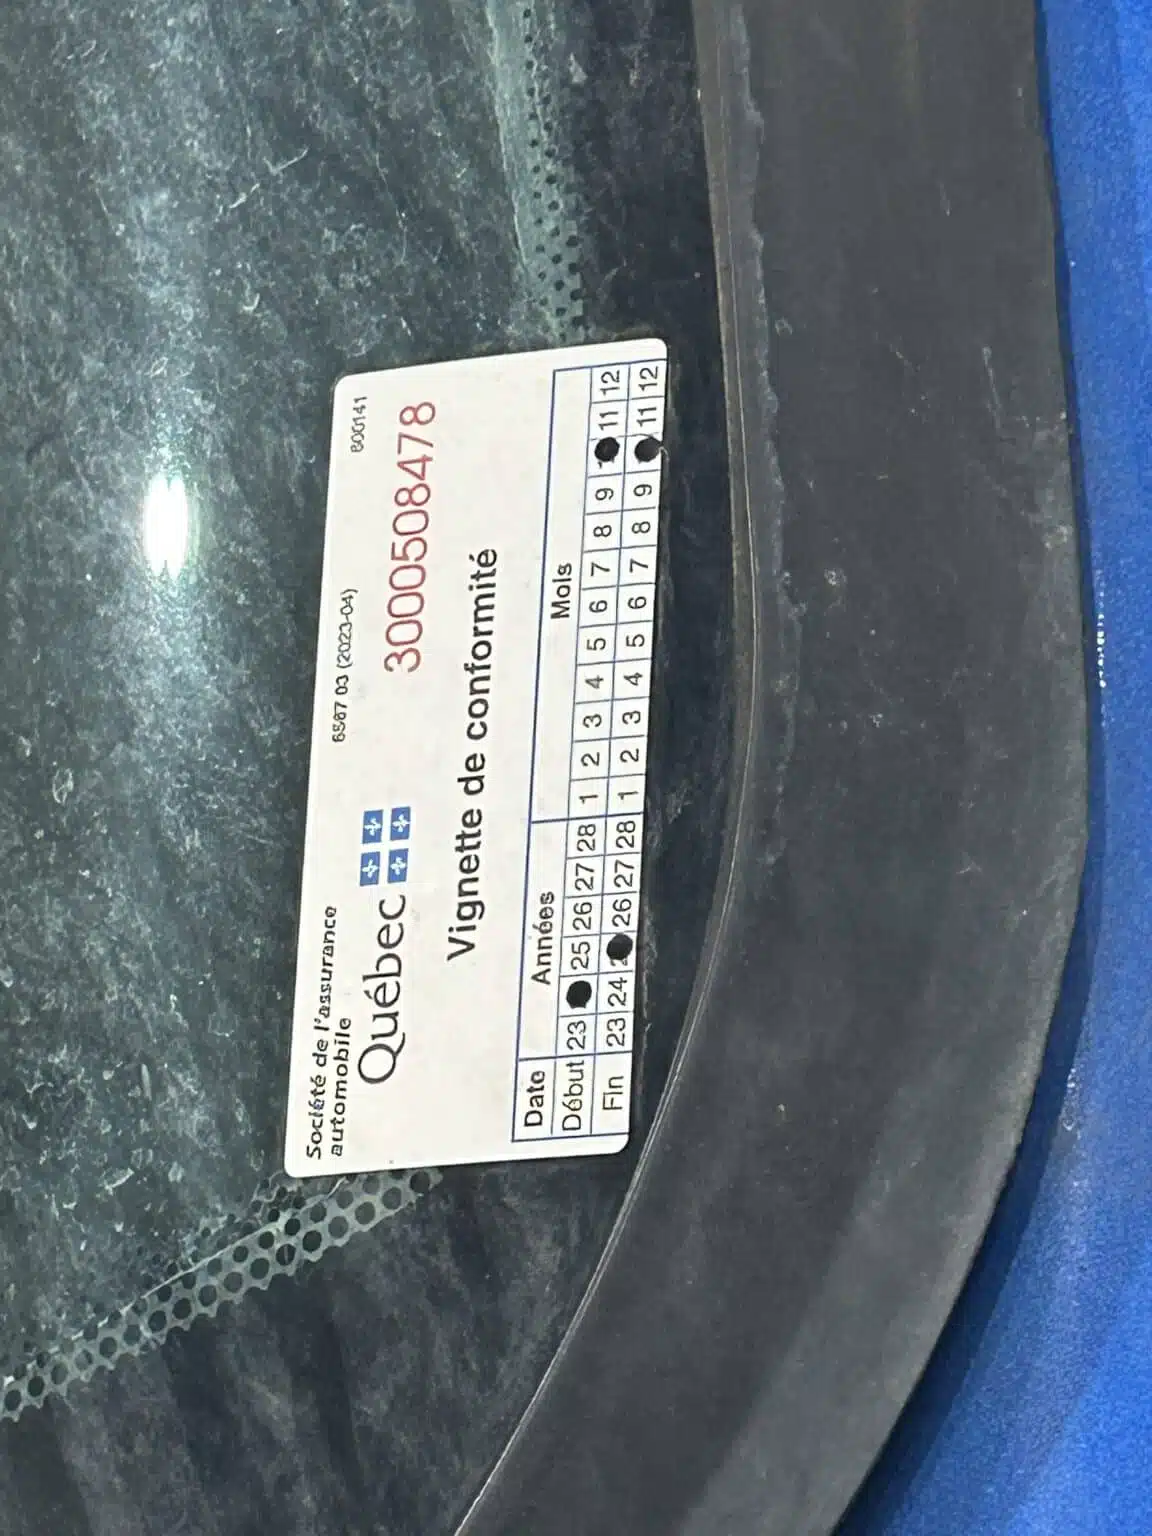 Société de l'assurance
automobile
6587 03 (2023-04)
600141
Québec
3000508478
Vignette de conformité
Date Années Mois
Début 23 25 26 27 28 1 2 3 4 5 6 7 8 9 11 12
Fin 23 24 26 27 28 1 2 3 4 5 6 7 8 9 11 12